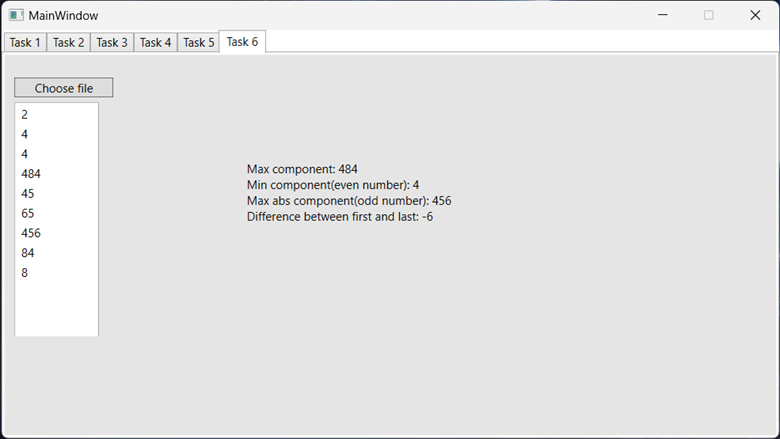 MainWindow
Task 1 Task 2 Task 3 Task 4 Task 5 Task 6
Choose file
2
4
4
484
45
65
456
84
8
Max component: 484
Min component(even number): 4
Max abs component(odd number): 456
Difference between first and last: -6